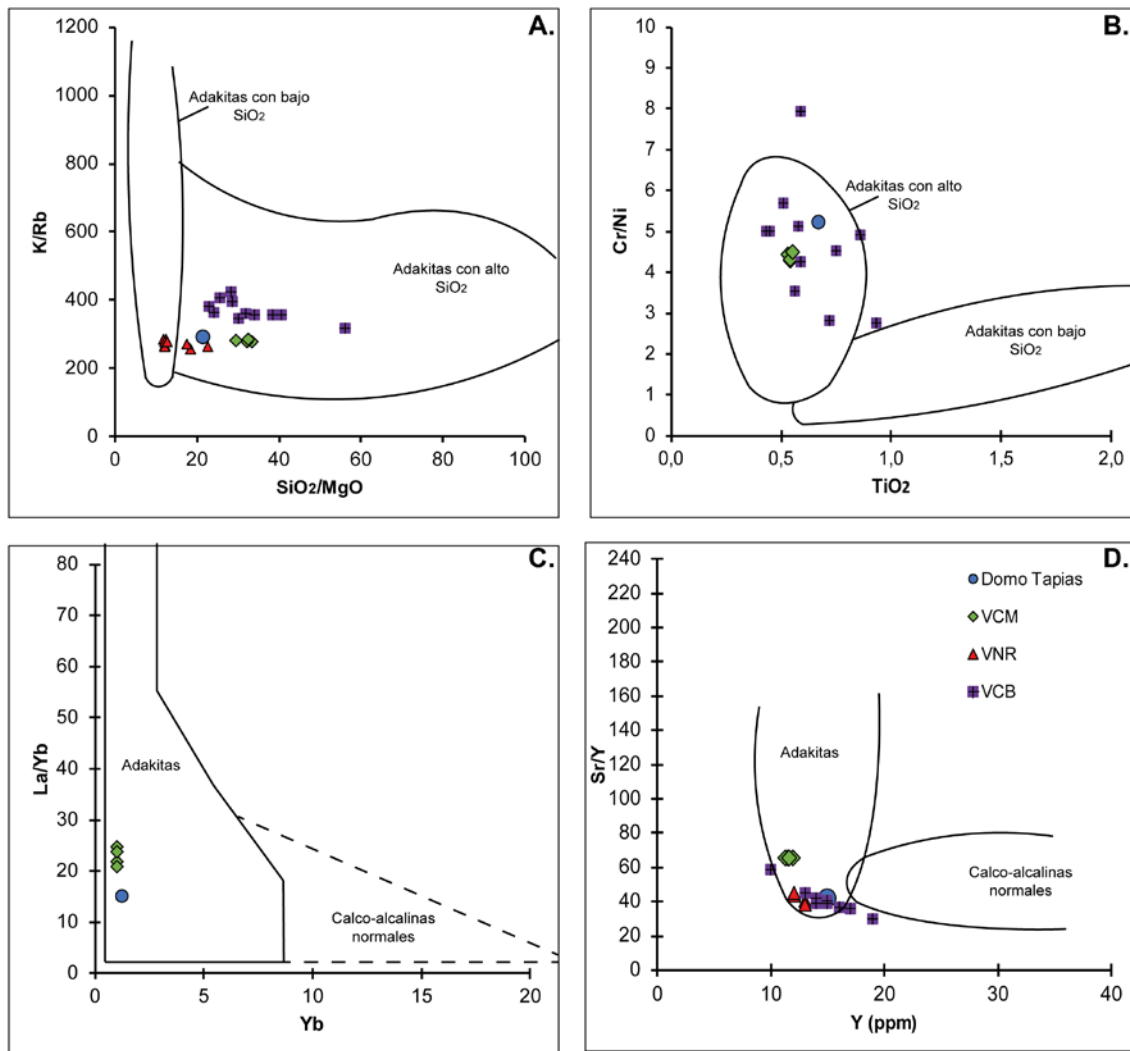 A.
1200
1000
800
600
400
200
0
K/Rb
Adakitas con bajo
SiO2
Adakitas con alto
SiO2
0 20 40 60 80 100
SiO2/MgO
B.
10
9
8
7
6
5
4
3
2
1
0
Cr/Ni
Adakitas con alto
SiO2
Adakitas con bajo
SiO2
0,0 0,5 1,0 1,5 2,0
TiO2
C.
80
70
60
50
40
30
20
10
0
La/Yb
Adakitas
Calco-alcalinas
normales
0 5 10 15 20
Yb
D.
240
220
200
180
160
140
120
100
80
60
40
20
0
Sr/Y
Domo Tapias
VCM
VNR
VCB
Adakitas
Calco-alcalinas
normales
0 10 20 30 40
Y (ppm)